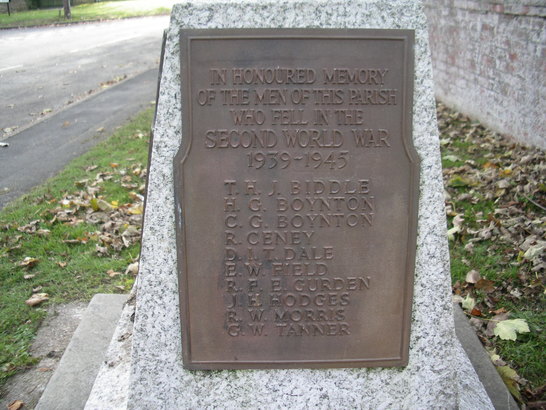 IN HONOURED MEMORY
OF THE MEN OF THIS PARISH
WHO FELL IN THE
SECOND WORLD WAR
1939-1945
T. H. J. BIDDLE
H. G. BOYNTON
C. G. BOYNTON
R. CENEY
D. I. T. DALE
E. W. FIELD
R. F. E. GURDEN
J. H. HODGES
R. W. MORRIS
G. W. TANNER